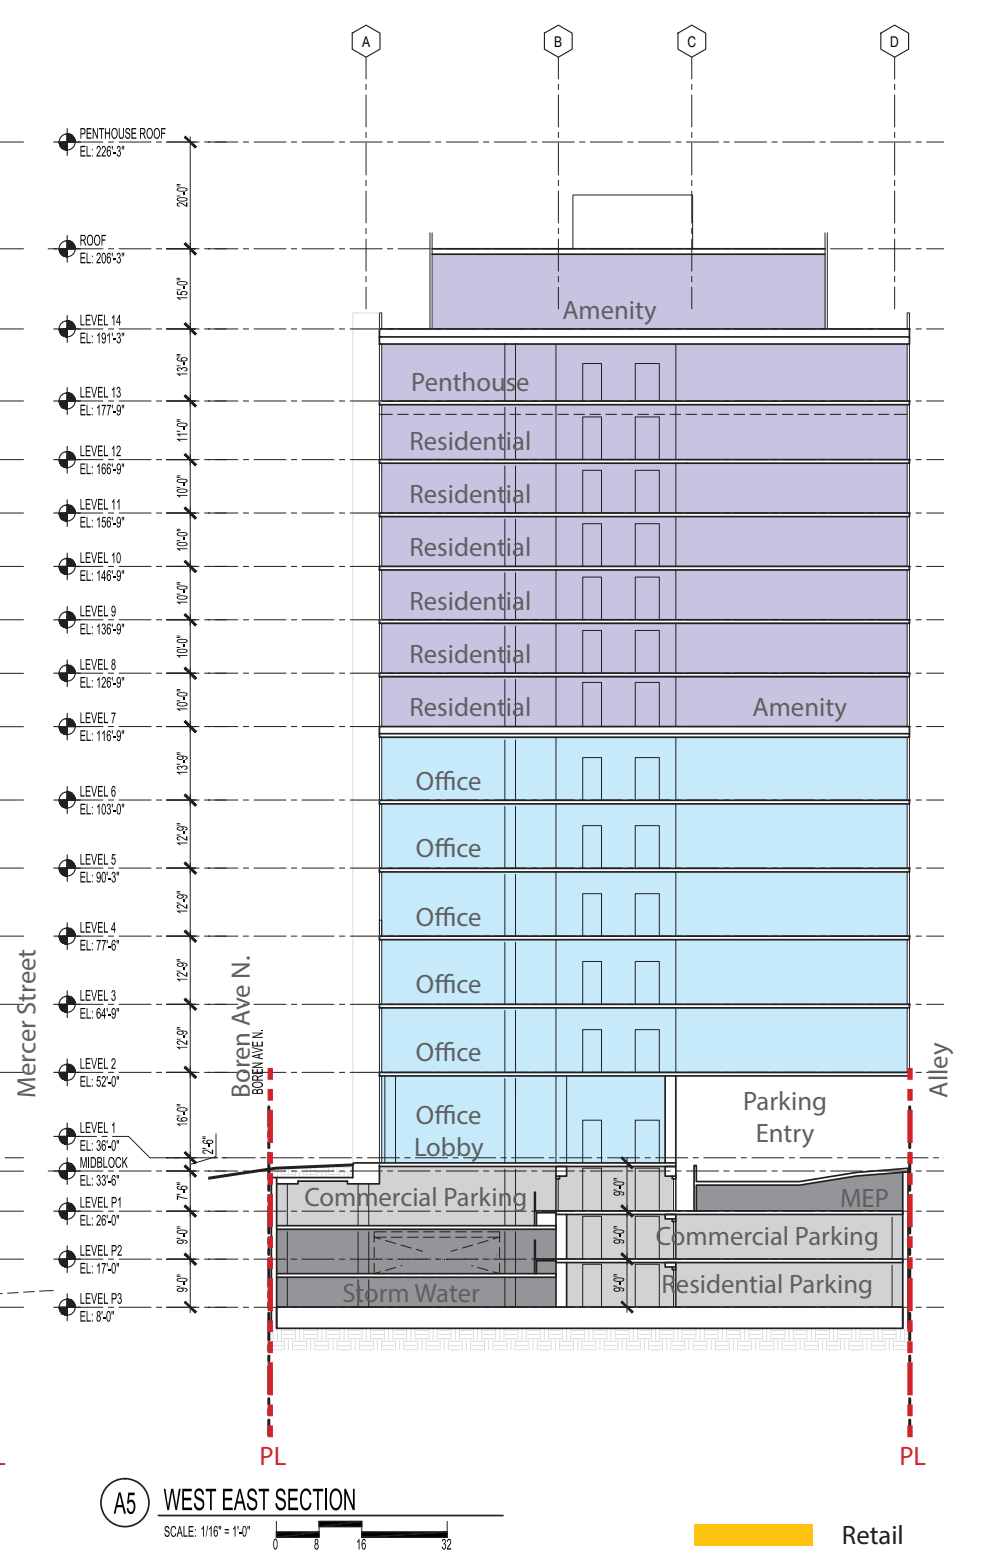 A B C D
PENTHOUSE ROOF
EL: 226'-3"
20'-0"
ROOF
EL: 206'-3"
15'-0"
Amenity
LEVEL 14
EL: 191'-3"
13'-6"
Penthouse
LEVEL 13
EL: 177'-9"
11'-0"
Residential
LEVEL 12
EL: 166'-9"
10'-0"
Residential
LEVEL 11
EL: 156'-9"
10'-0"
Residential
LEVEL 10
EL: 146'-9"
10'-0"
Residential
LEVEL 9
EL: 136'-9"
10'-0"
Residential
LEVEL 8
EL: 126'-9"
10'-0"
Residential Amenity
LEVEL 7
EL: 116'-9"
13'-9"
Office
LEVEL 6
EL: 103'-0"
12'-9"
Office
LEVEL 5
EL: 90'-3"
12'-9"
Office
LEVEL 4
EL: 77'-6"
12'-9"
Office
LEVEL 3
EL: 64'-9"
12'-9"
Office
Mercer Street
Boren Ave N.
BOREN AVE N.
Alley
LEVEL 2
EL: 52'-0"
16'-0"
Office
Lobby
Parking
Entry
LEVEL 1
EL: 36'-0"
2'-6"
MIDBLOCK
EL: 33'-6"
7'-6"
Commercial Parking
9'-0"
MEP
LEVEL P1
EL: 26'-0"
9'-0"
9'-0"
Commercial Parking
LEVEL P2
EL: 17'-0"
9'-0"
Storm Water
9'-0"
Residential Parking
LEVEL P3
EL: 8'-0"
PL PL
A5 WEST EAST SECTION
SCALE: 1/16" = 1'-0"
0 8 16 32
Retail